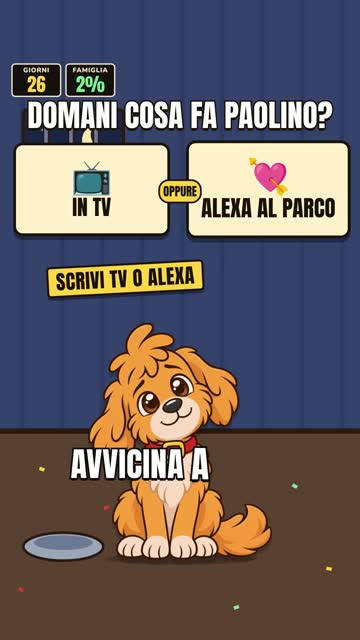 GIORNI
26
FAMIGLIA
2%
DOMANI COSA FA PAOLINO?
IN TV
OPPURE
ALEXA AL PARCO
SCRIVI TV O ALEXA
AVVICINA A